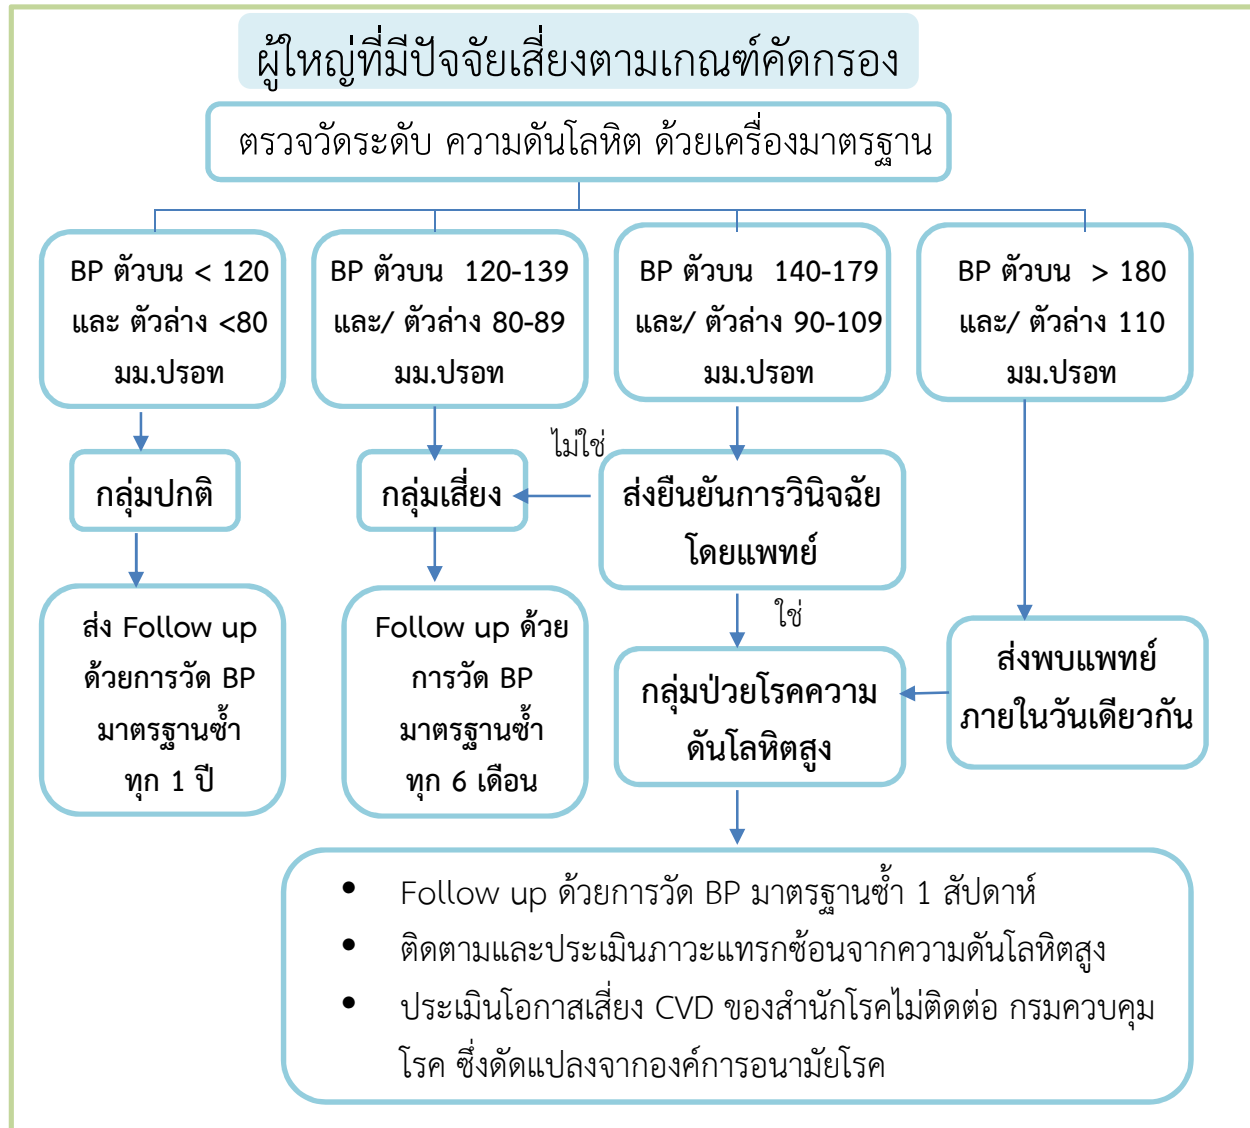 ผู้ใหญ่ที่มีปัจจัยเสี่ยงตามเกณฑ์คัดกรอง
ตรวจวัดระดับ ความดันโลหิต ด้วยเครื่องมาตรฐาน
BP ตัวบน < 120
และ ตัวล่าง <80
มม.ปรอท
BP ตัวบน 120-139
และ/ ตัวล่าง 80-89
มม.ปรอท
BP ตัวบน 140-179
และ/ ตัวล่าง 90-109
มม.ปรอท
BP ตัวบน > 180
และ/ ตัวล่าง 110
มม.ปรอท
กลุ่มปกติ
กลุ่มเสี่ยง
ไม่ใช่
ส่งยืนยันการวินิจฉัย
โดยแพทย์
ส่ง Follow up
ด้วยการวัด BP
มาตรฐานซ้ำ
ทุก 1 ปี
Follow up ด้วย
การวัด BP
มาตรฐานซ้ำ
ทุก 6 เดือน
ใช่
กลุ่มป่วยโรคความ
ดันโลหิตสูง
ส่งพบแพทย์
ภายในวันเดียวกัน
• Follow up ด้วยการวัด BP มาตรฐานซ้ำ 1 สัปดาห์
• ติดตามและประเมินภาวะแทรกซ้อนจากความดันโลหิตสูง
• ประเมินโอกาสเสี่ยง CVD ของสำนักโรคไม่ติดต่อ กรมควบคุม
โรค ซึ่งดัดแปลงจากองค์การอนามัยโรค